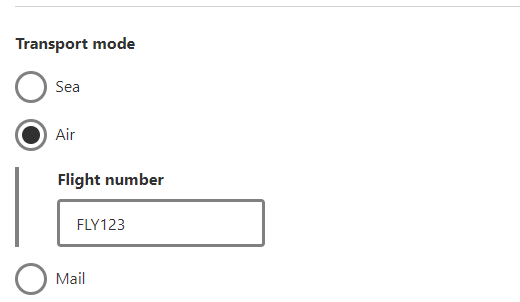 Transport mode
Sea
Air
Flight number
FLY123
Mail